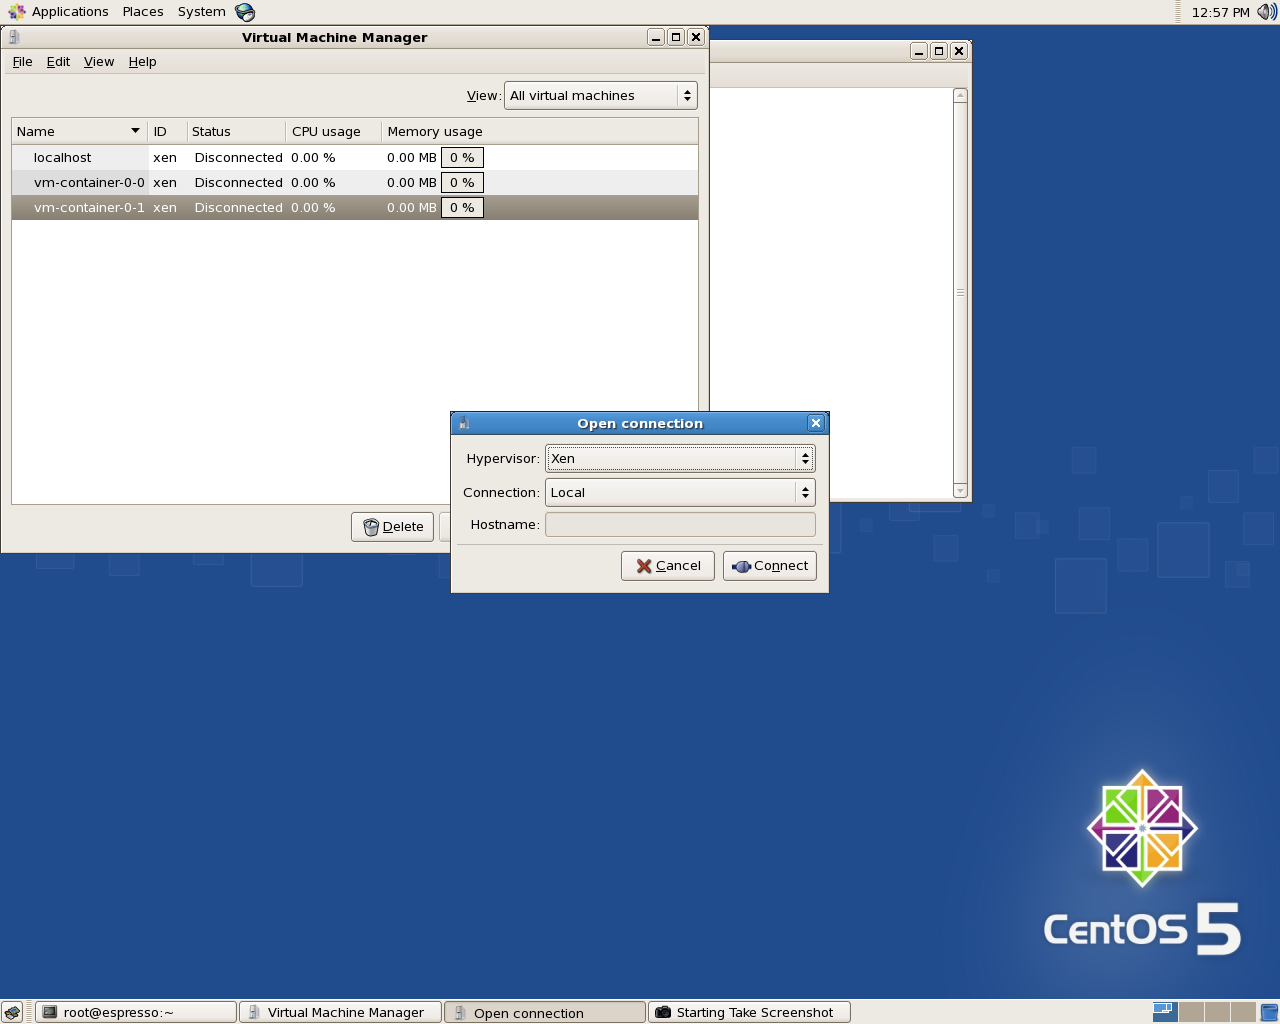 Applications Places System 12:57 PM
Virtual Machine Manager
File Edit View Help
View: All virtual machines
Name ID Status CPU usage Memory usage
localhost xen Disconnected 0.00 % 0.00 MB 0 %
vm-container-0-0 xen Disconnected 0.00 % 0.00 MB 0 %
vm-container-0-1 xen Disconnected 0.00 % 0.00 MB 0 %
Delete
Open connection
Hypervisor: Xen
Connection: Local
Hostname:
Cancel Connect
CentOS 5
root@espresso:~ Virtual Machine Manager Open connection Starting Take Screenshot